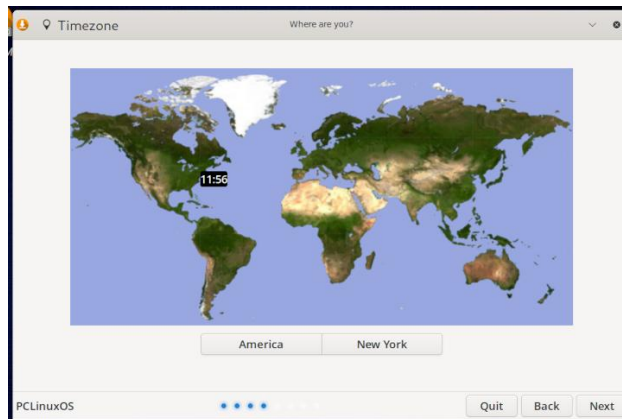 Timezone
Where are you?
11:56
America
New York
PCLinuxOS
Quit
Back
Next